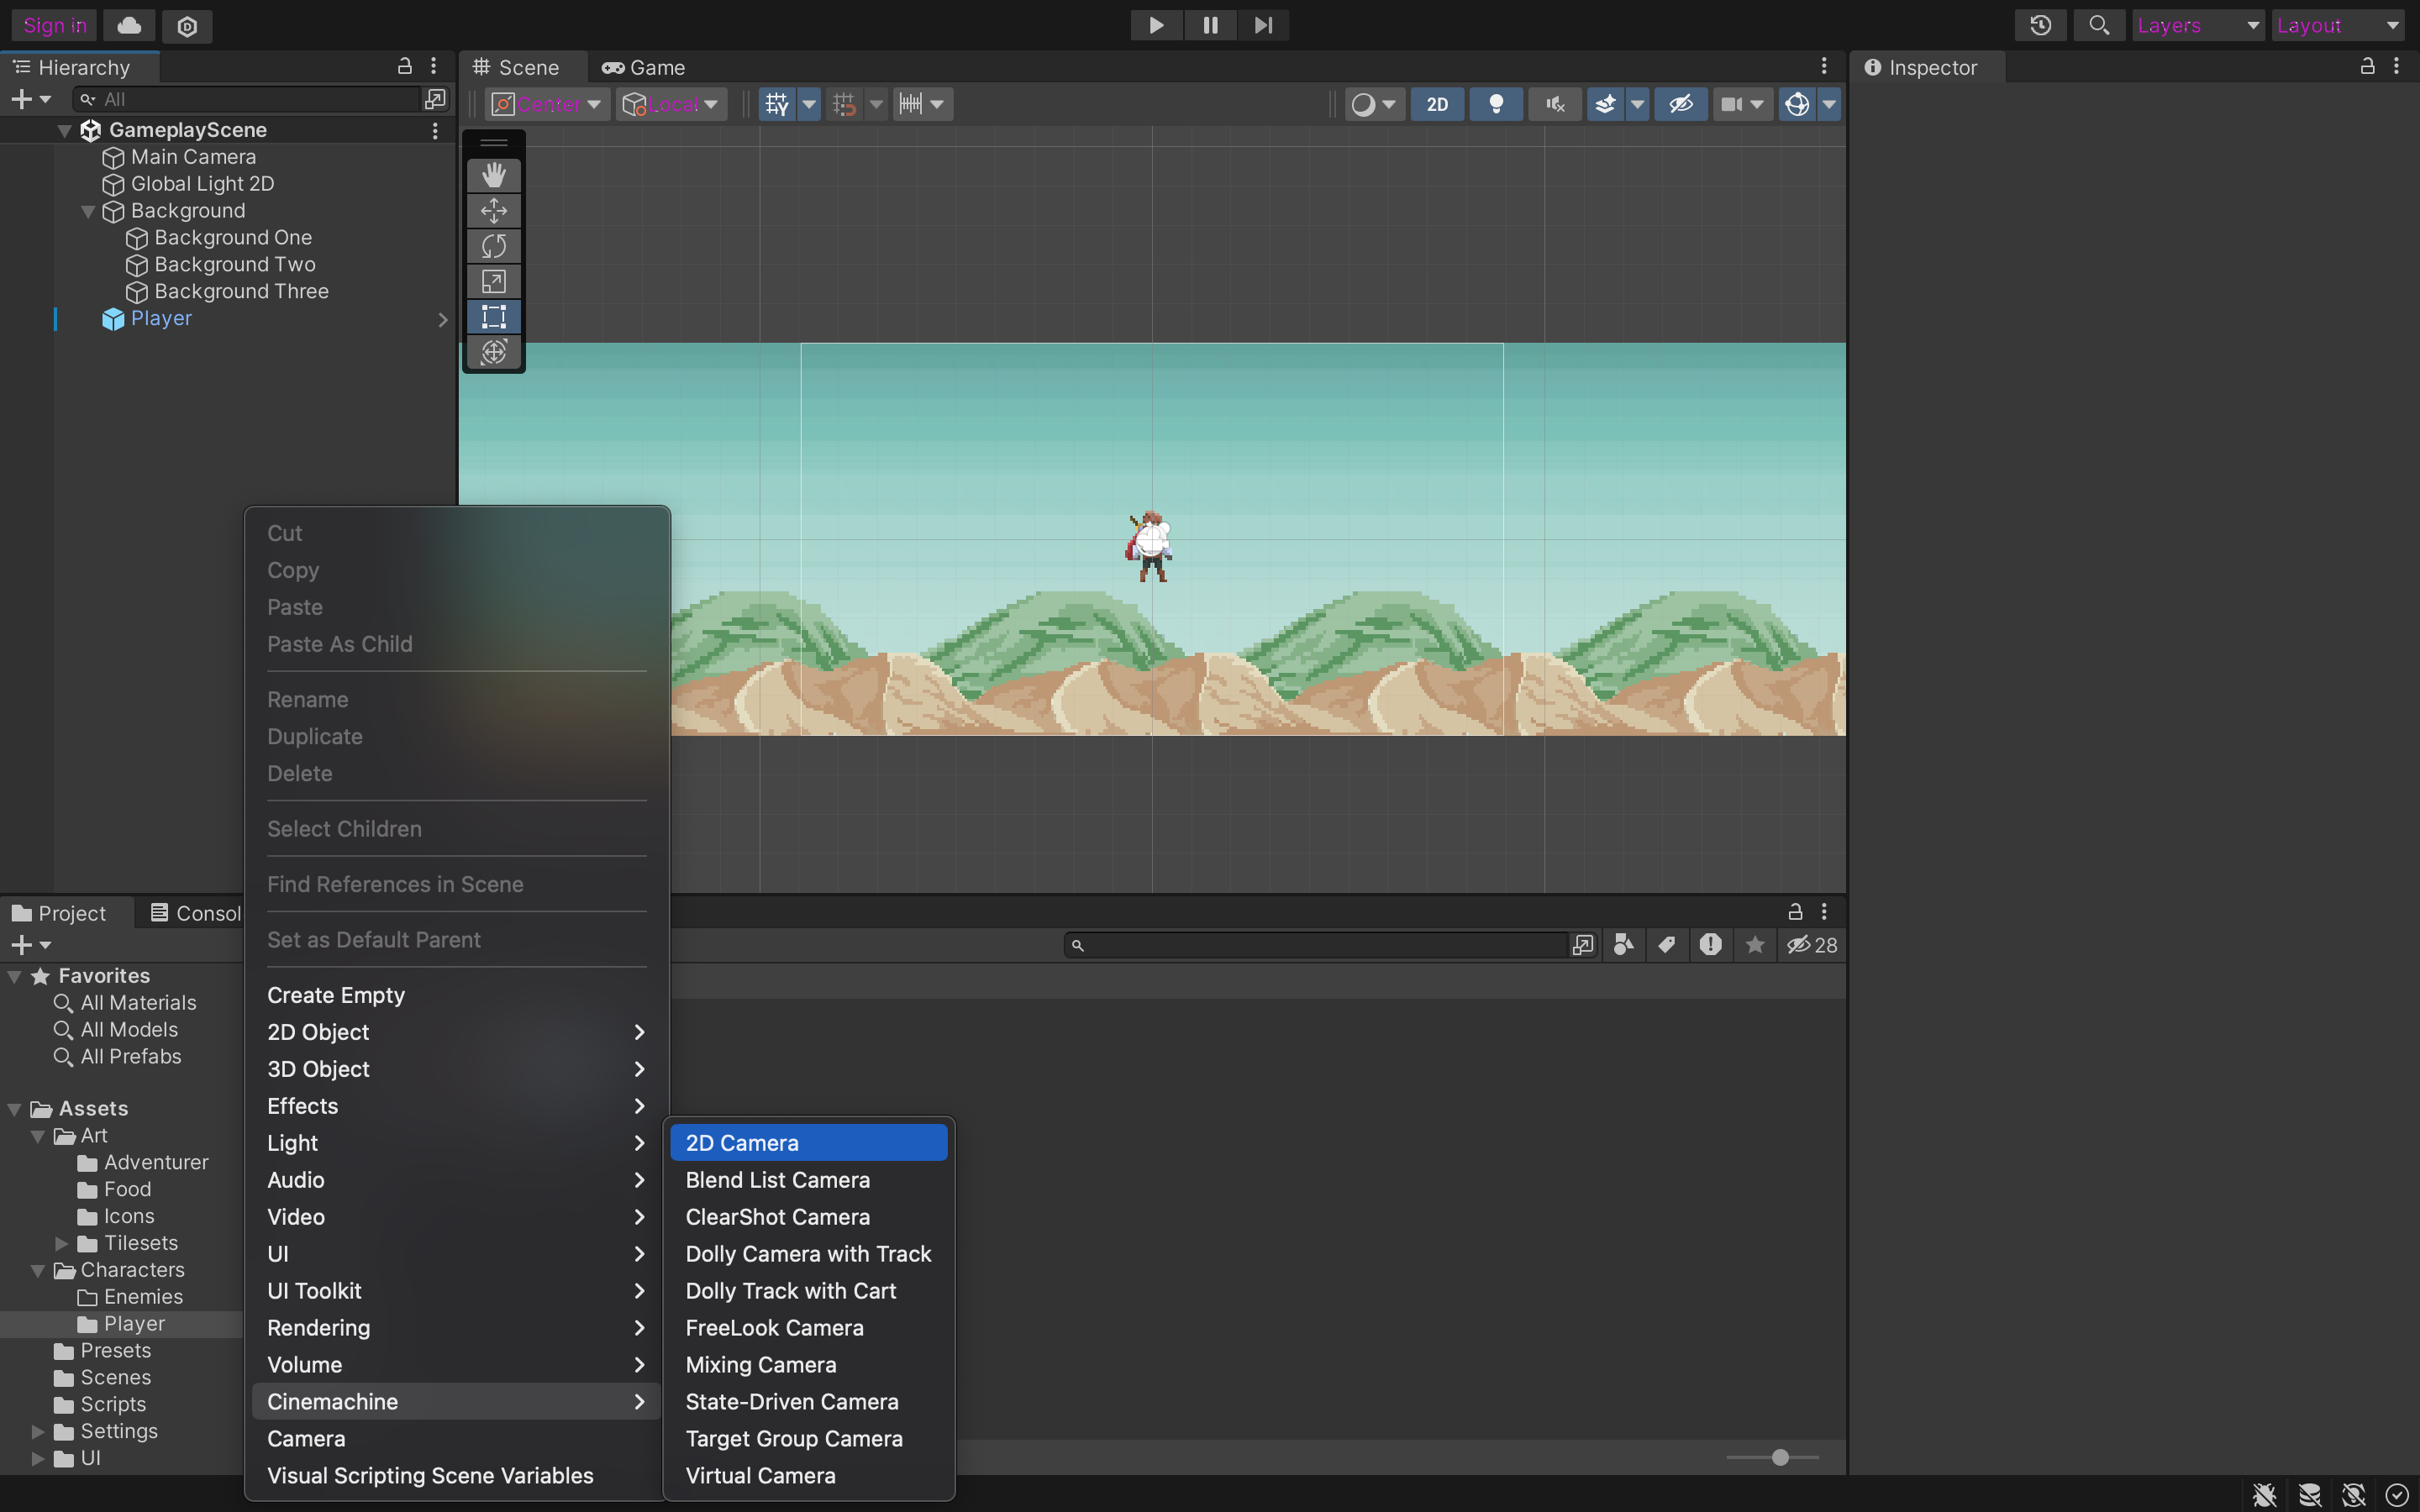 Sign in
Layers
Layout
Hierarchy
Scene
Game
Inspector
All
Center
Local
2D
GameplayScene
Main Camera
Global Light 2D
Background
Background One
Background Two
Background Three
Player
Cut
Copy
Paste
Paste As Child
Rename
Duplicate
Delete
Select Children
Find References in Scene
Set as Default Parent
Create Empty
2D Object
3D Object
Effects
Light
Audio
Video
UI
UI Toolkit
Rendering
Volume
Cinemachine
Camera
Visual Scripting Scene Variables
2D Camera
Blend List Camera
ClearShot Camera
Dolly Camera with Track
Dolly Track with Cart
FreeLook Camera
Mixing Camera
State-Driven Camera
Target Group Camera
Virtual Camera
Project
Consol
28
Favorites
All Materials
All Models
All Prefabs
Assets
Art
Adventurer
Food
Icons
Tilesets
Characters
Enemies
Player
Presets
Scenes
Scripts
Settings
UI